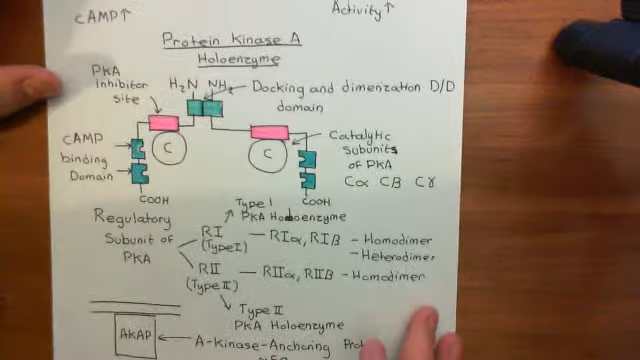 cAMP↑
Activity↑
Protein Kinase A
Holoenzyme
PKA
Inhibitor
site
H₂N NH₂
Docking and dimerization D/D
domain
cAMP
binding
Domain
C
C
Catalytic
Subunits
of PKA
Cα Cβ Cγ
COOH
COOH
Regulatory
Subunit of
PKA
Type I
PKA Holoenzyme
RI
(Type I)
RIα, RIβ
- Homodimer
- Heterodimer
RII
(Type II)
RIIα, RIIβ - Homodimer
Type II
PKA Holoenzyme
AKAP
A-Kinase-Anchoring Prot